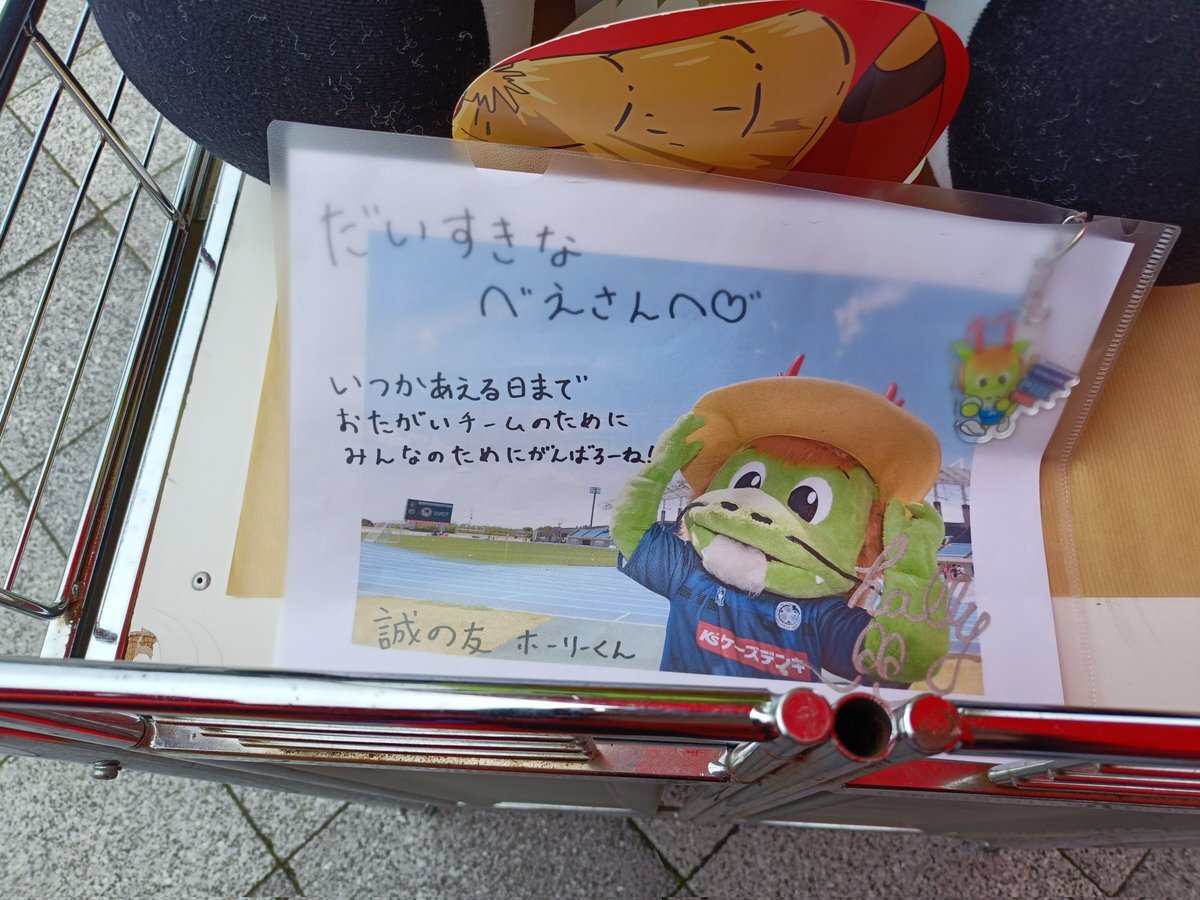 だいすきな
べえさんへ♡
いつかあえる日まで
おたがいチームのために
みんなのためにがんばろーね!
誠の友 ホーリーくん
K's ケーズデンキ
holly